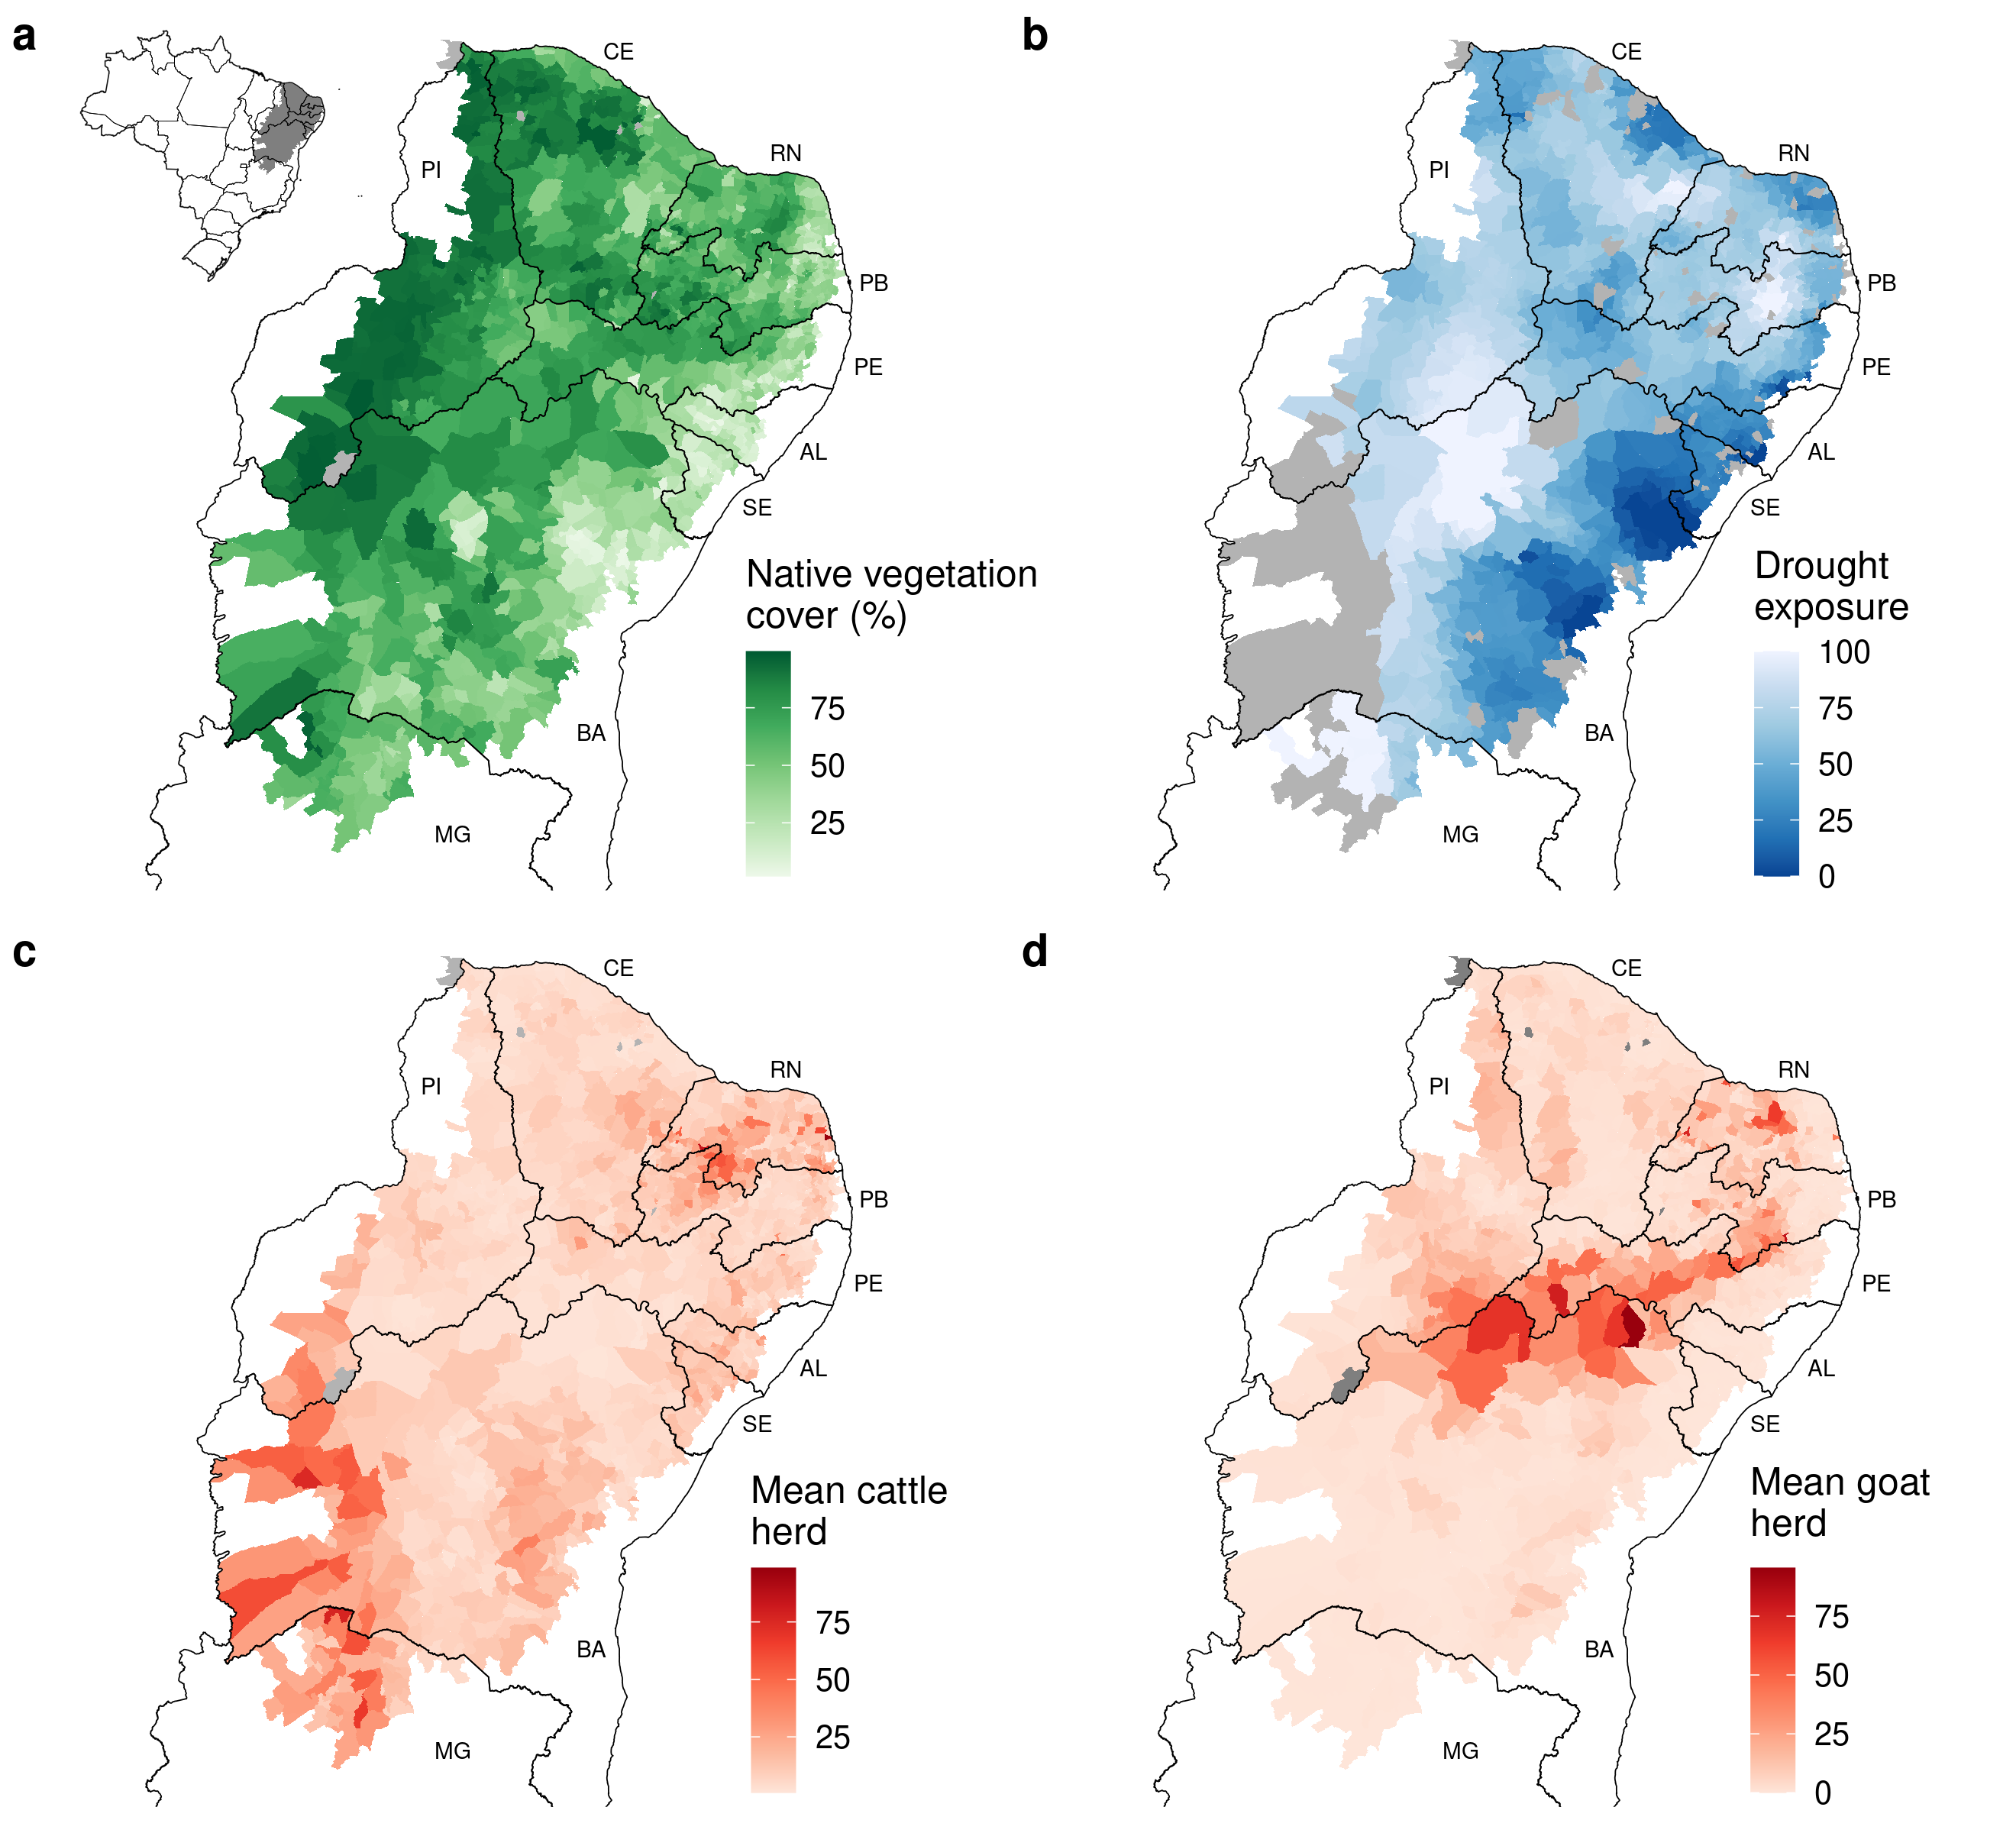 a
CE
PI
RN
PB
PE
AL
SE
BA
MG
Native vegetation
cover (%)
75
50
25
b
CE
PI
RN
PB
PE
AL
SE
BA
MG
Drought
exposure
100
75
50
25
0
c
CE
PI
RN
PB
PE
AL
SE
BA
MG
Mean cattle
herd
75
50
25
d
CE
PI
RN
PB
PE
AL
SE
BA
MG
Mean goat
herd
75
50
25
0